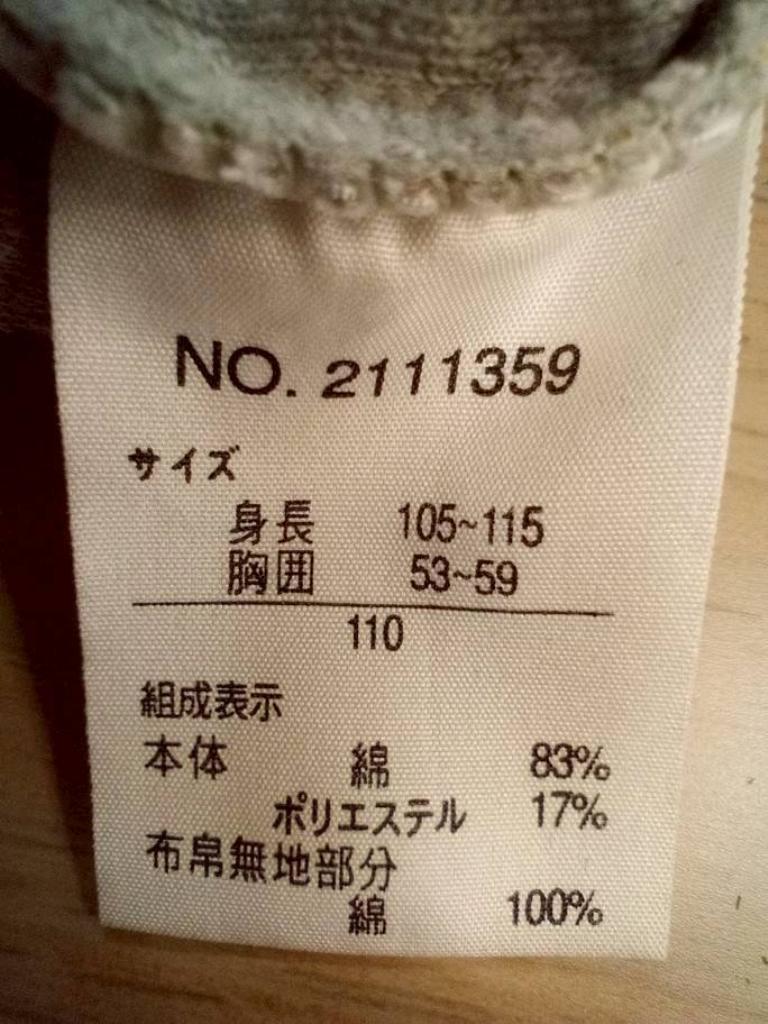 NO. 2111359
サイズ
身長 105~115
胸囲 53~59
110
組成表示
本体 綿 83%
ポリエステル 17%
布帛無地部分
綿 100%